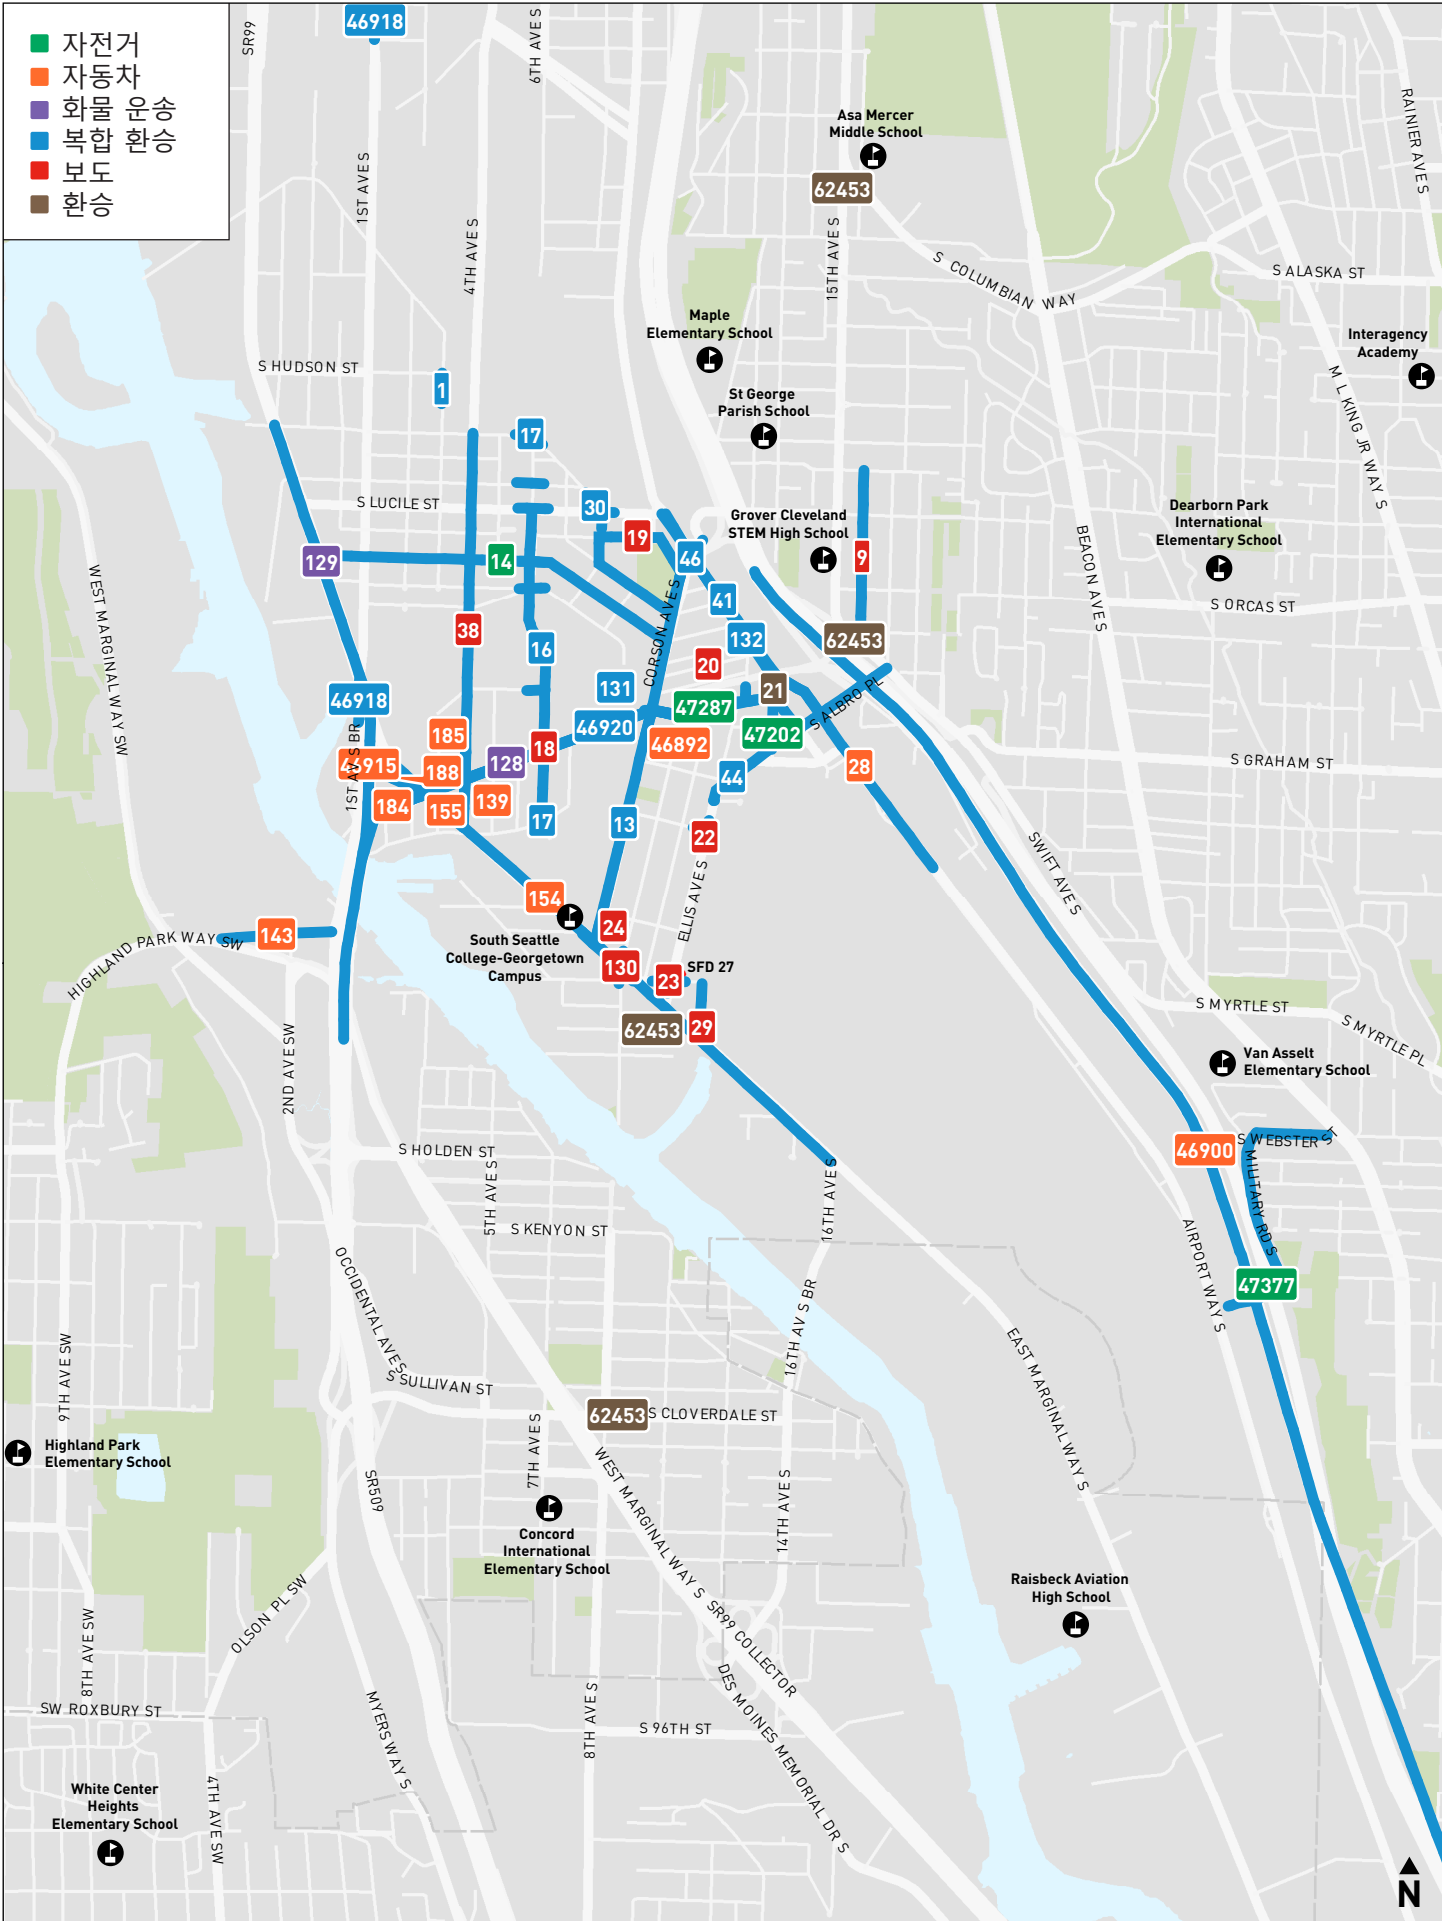 자전거
자동차
화물 운송
복합 환승
보도
환승
46918
SR99
6TH AVE S
1ST AVE S
4TH AVE S
Asa Mercer
Middle School
62453
15TH AVE S
S COLUMBIAN WAY
RAINIER AVE S
S ALASKA ST
Maple
Elementary School
Interagency
Academy
S HUDSON ST
1
St George
Parish School
M L KING JR WAY S
17
S LUCILE ST
30
19
Grover Cleveland
STEM High School
Dearborn Park
International
Elementary School
129
14
46
9
BEACON AVE S
WEST MARGINAL WAY SW
41
S ORCAS ST
38
CORSON AVE S
132
62453
16
20
131
21
46918
47287
S ALBRO PL
46920
185
46892
47202
1ST AV S BR
18
46915
188
128
28
S GRAHAM ST
44
184
155
139
17
13
22
SWIFT AVE S
ELLIS AVE S
154
24
143
HIGHLAND PARK WAY SW
South Seattle
College-Georgetown
Campus
130
23
SFD 27
62453
29
S MYRTLE ST
S MYRTLE PL
2ND AVE SW
Van Asselt
Elementary School
S HOLDEN ST
46900
S WEBSTER ST
MILITARY RD S
5TH AVE S
16TH AVE S
S KENYON ST
AIRPORT WAY S
47377
OCCIDENTAL AVE S
16TH AV S BR
EAST MARGINAL WAY S
9TH AVE SW
S SULLIVAN ST
62453
S CLOVERDALE ST
Highland Park
Elementary School
7TH AVE S
WEST MARGINAL WAY S
SR509
14TH AVE S
Concord
International
Elementary School
Raisbeck Aviation
High School
OLSON PL SW
SR99 COLLECTOR
8TH AVE SW
DES MOINES MEMORIAL DR S
SW ROXBURY ST
MYERS WAY S
8TH AVE S
S 96TH ST
White Center
Heights
Elementary School
4TH AVE SW
N